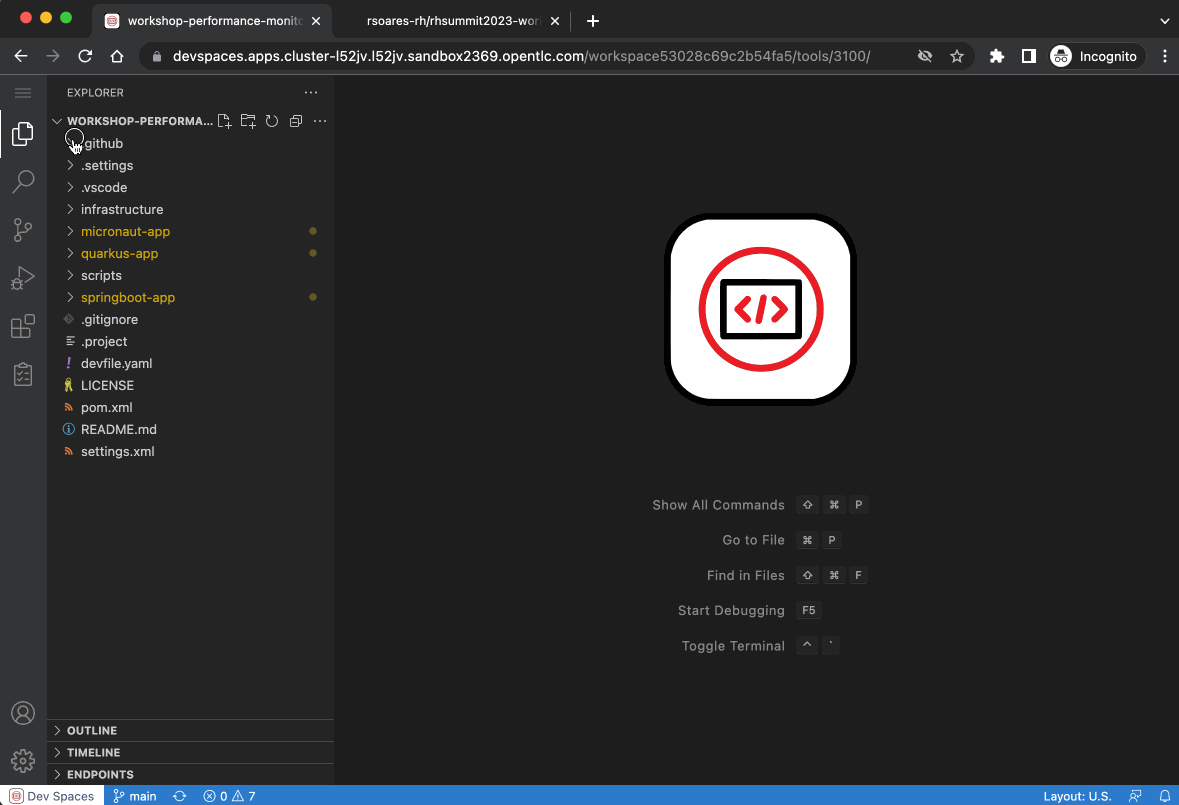 workshop-performance-monito
rsoares-rh/rhsummit2023-wor
devspaces.apps.cluster-l52jv.l52jv.sandbox2369.opentlc.com/workspace53028c69c2b54fa5/tools/3100/
Incognito
EXPLORER
WORKSHOP-PERFORMA...
.github
.settings
.vscode
infrastructure
micronaut-app
quarkus-app
scripts
springboot-app
.gitignore
.project
devfile.yaml
LICENSE
pom.xml
README.md
settings.xml
</>
Show All Commands ⇧ ⌘ P
Go to File ⌘ P
Find in Files ⇧ ⌘ F
Start Debugging F5
Toggle Terminal ^ `
OUTLINE
TIMELINE
ENDPOINTS
Dev Spaces main 0 7
Layout: U.S.